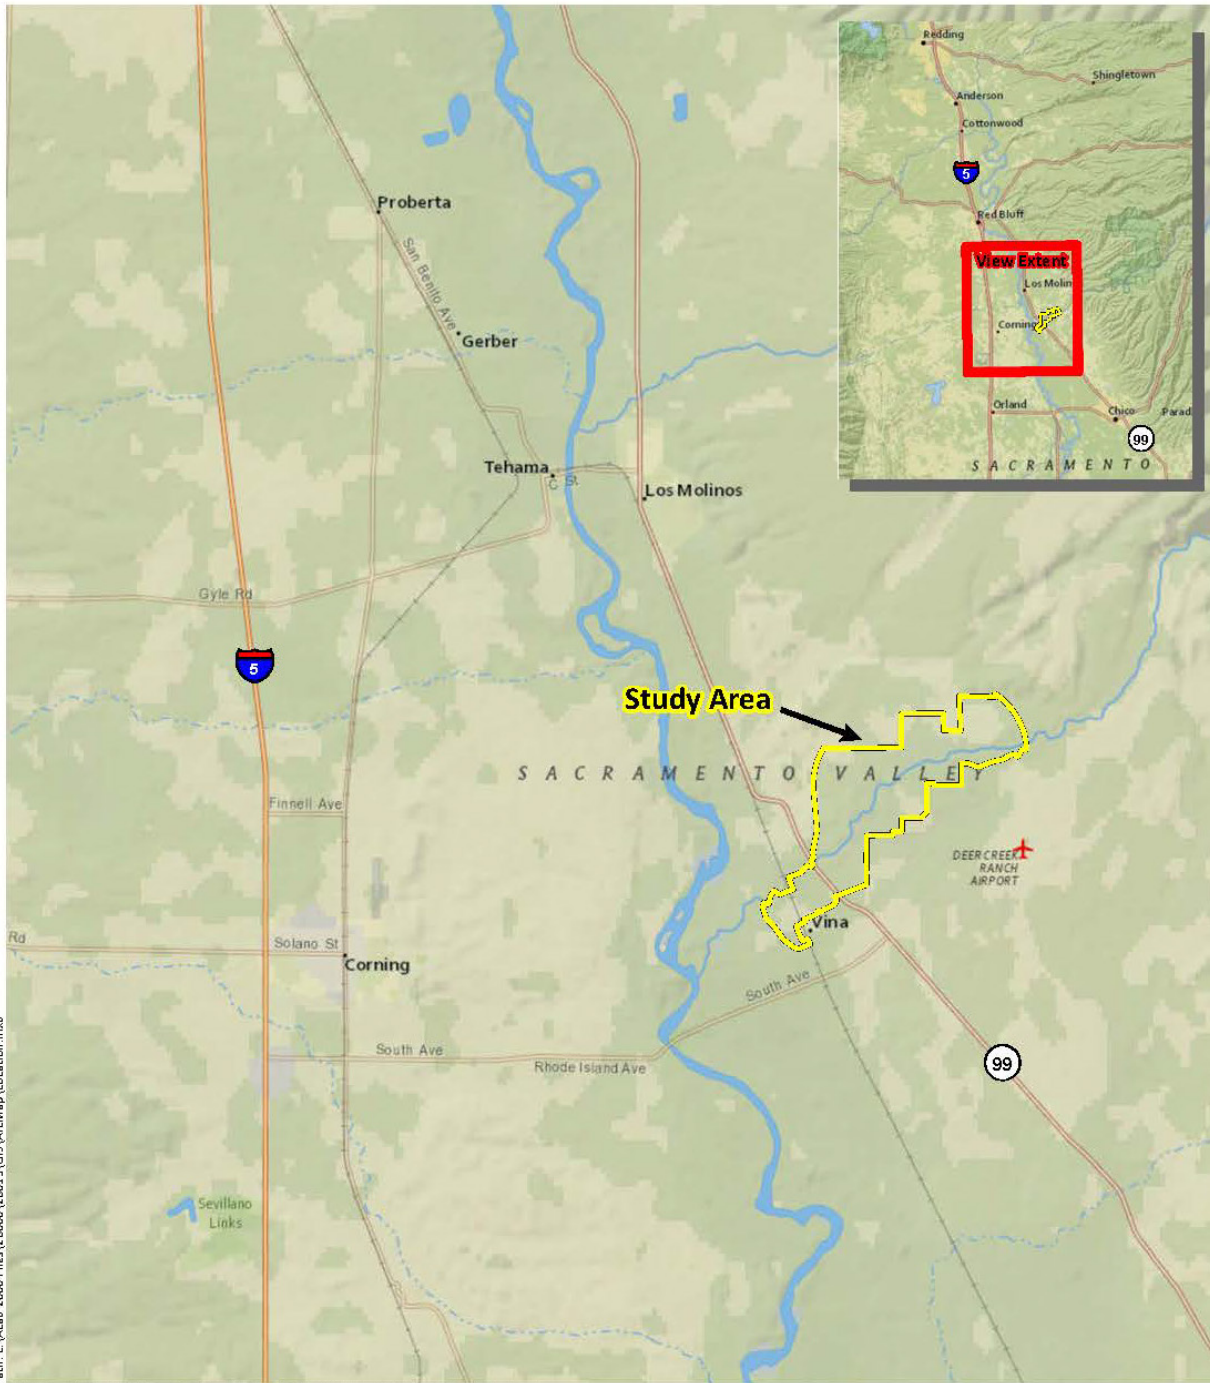 Redding
Shingletown
Anderson
Cottonwood
5
Red Bluff
View Extent
Los Molin
Corning
Orland
Chico
Parad
99
SACRAMENTO
Proberta
San Benito Ave
Gerber
Tehama
C St
Los Molinos
Gyle Rd
5
Study Area
SACRAMENTO VALLEY
Finnell Ave
DEER CREEK
RANCH
AIRPORT
Vina
Rd
Solano St
Corning
South Ave
South Ave
Rhode Island Ave
99
Sevillano
Links